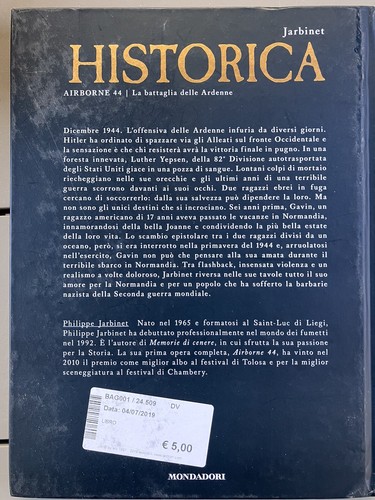 Jarbinet
HISTORICA
AIRBORNE 44 | La battaglia delle Ardenne
Dicembre 1944. L'offensiva delle Ardenne infuria da diversi giorni.
Hitler ha ordinato di spazzare via gli Alleati sul fronte Occidentale e
la sensazione è che chi resisterà avrà la vittoria finale in pugno. In una
foresta innevata, Luther Yepsen, della 82ª Divisione autotrasportata
degli Stati Uniti giace in una pozza di sangue. Lontani colpi di mortaio
riecheggiano nelle sue orecchie e gli ultimi anni di una terribile
guerra scorrono davanti ai suoi occhi. Due ragazzi ebrei in fuga
cercano di soccorrerlo: dalla sua salvezza può dipendere la loro. Ma
non sono gli unici destini che si incrociano. Sei anni prima, Gavin, un
ragazzo americano di 17 anni aveva passato le vacanze in Normandia,
innamorandosi della bella Joanne e condividendo la più bella estate
della loro vita. Lo scambio epistolare tra i due ragazzi divisi da un
oceano, però, si era interrotto nella primavera del 1944 e, arruolatosi
nell'esercito, Gavin non può che pensare alla sua amata durante il
terribile sbarco in Normandia. Tra flashback, insensata violenza e un
realismo a volte doloroso, Jarbinet riversa nelle sue tavole tutto il suo
amore per la Normandia e per un popolo che ha sofferto la barbarie
nazista della Seconda guerra mondiale.
Philippe Jarbinet Nato nel 1965 e formatosi al Saint-Luc di Liegi,
Philippe Jarbinet ha debuttato professionalmente nel mondo dei fumetti
nel 1992. È l'autore di Memorie di cenere, in cui sfrutta la sua passione
per la Storia. La sua prima opera completa, Airborne 44, ha vinto nel
2010 il premio come miglior albo al festival di Tolosa e per la miglior
sceneggiatura al festival di Chambery.
BAG001 / 24.509 DV
Data: 04/07/2019
LIBRO
€ 5,00
MONDADORI